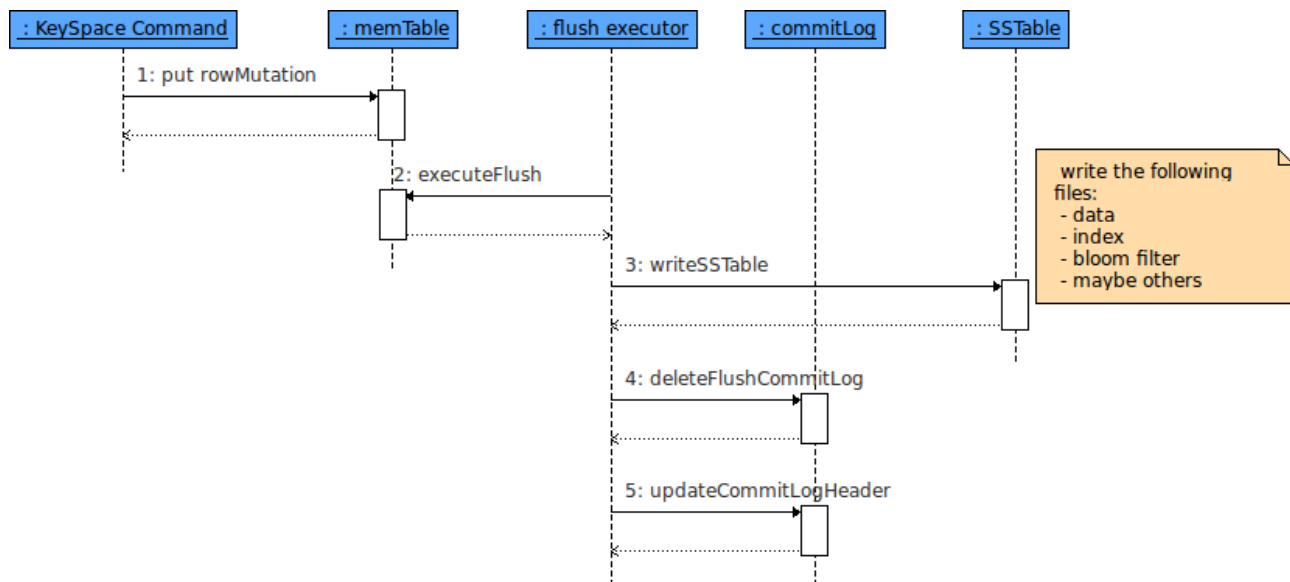 : KeySpace Command
: memTable
: flush executor
: commitLog
: SSTable
1: put rowMutation
2: executeFlush
write the following
files:
- data
- index
- bloom filter
- maybe others
3: writeSSTable
4: deleteFlushCommitLog
5: updateCommitLogHeader